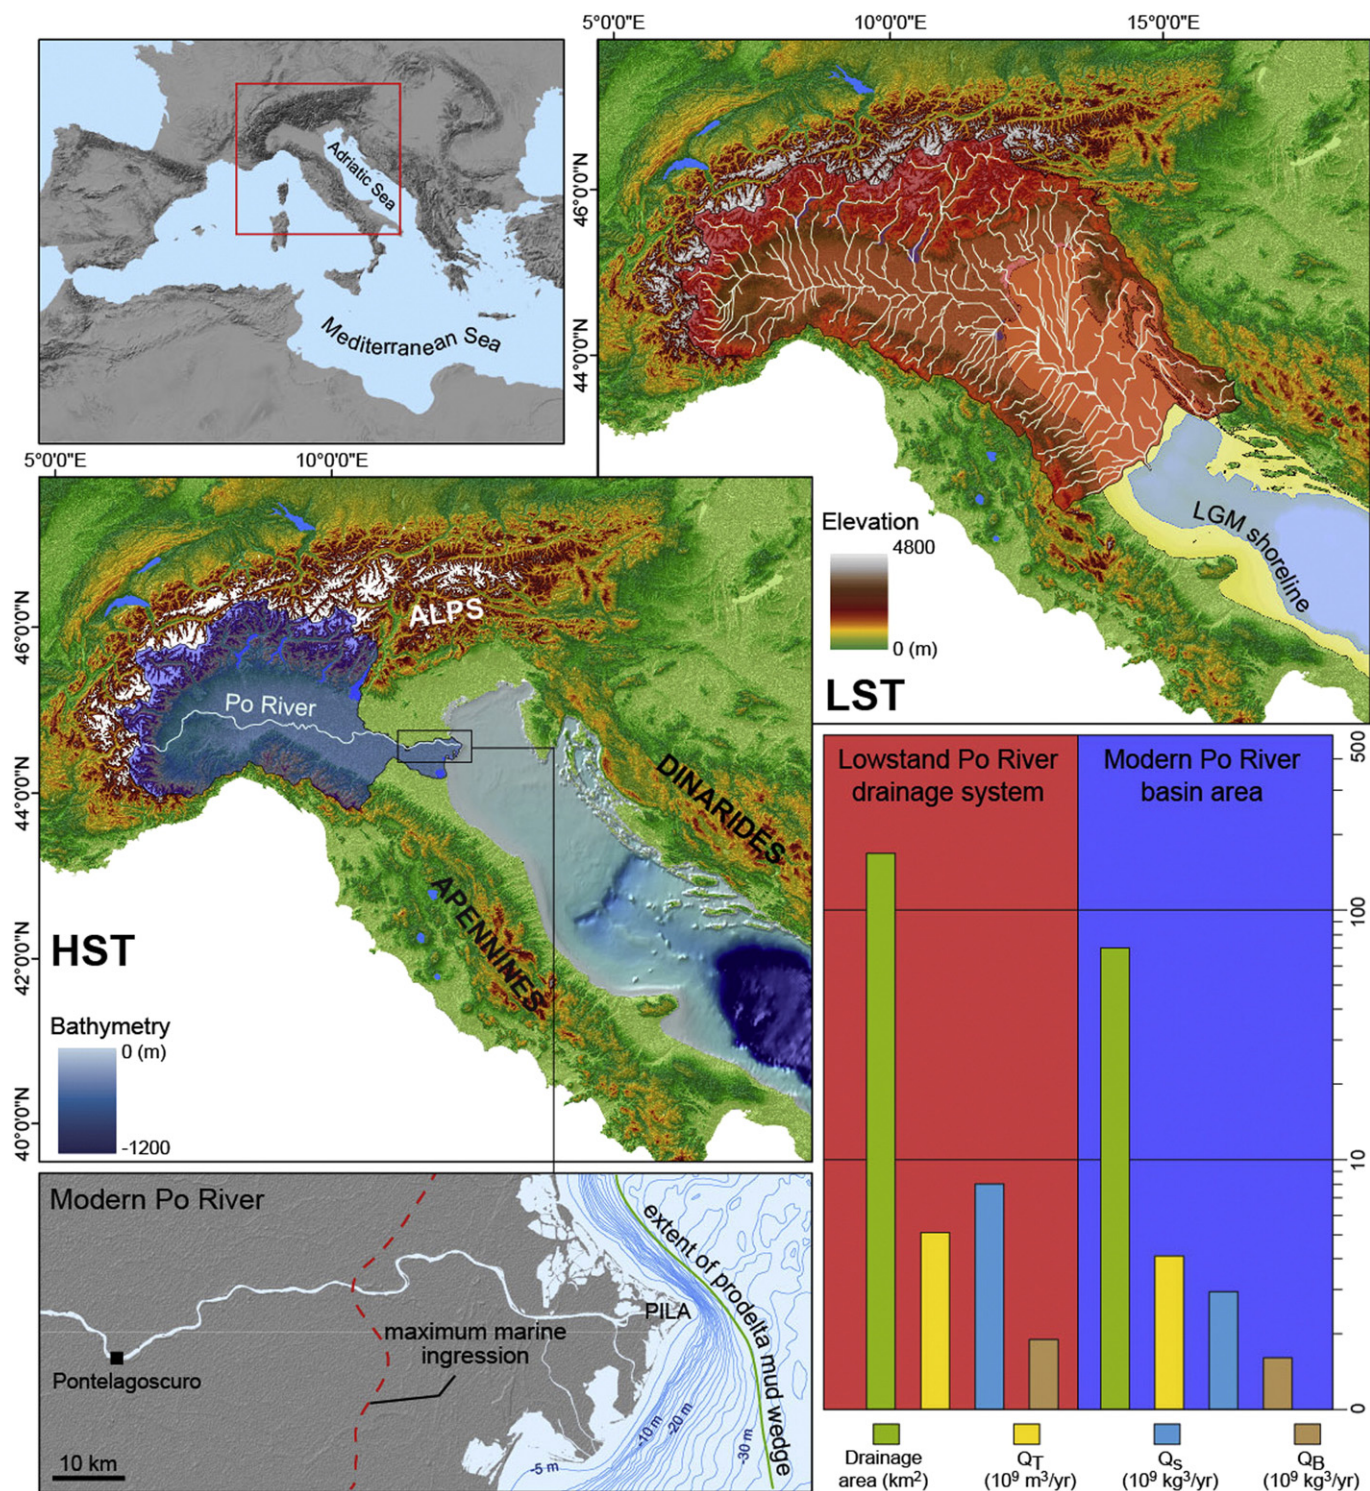 5°0'0"E
10°0'0"E
15°0'0"E
Adriatic Sea
Mediterranean Sea
46°0'0"N
44°0'0"N
LGM shoreline
Elevation
4800
0 (m)
LST
5°0'0"E
10°0'0"E
46°0'0"N
44°0'0"N
42°0'0"N
40°0'0"N
ALPS
Po River
DINARIDES
APENNINES
HST
Bathymetry
0 (m)
-1200
Modern Po River
Pontelagoscuro
maximum marine
ingression
PILA
extent of prodelta mud wedge
-5 m
-10 m
-20 m
-30 m
10 km
Lowstand Po River
drainage system
Modern Po River
basin area
500
100
10
0
Drainage
area (km²)
QT
(10⁹ m³/yr)
QS
(10⁹ kg³/yr)
QB
(10⁹ kg³/yr)